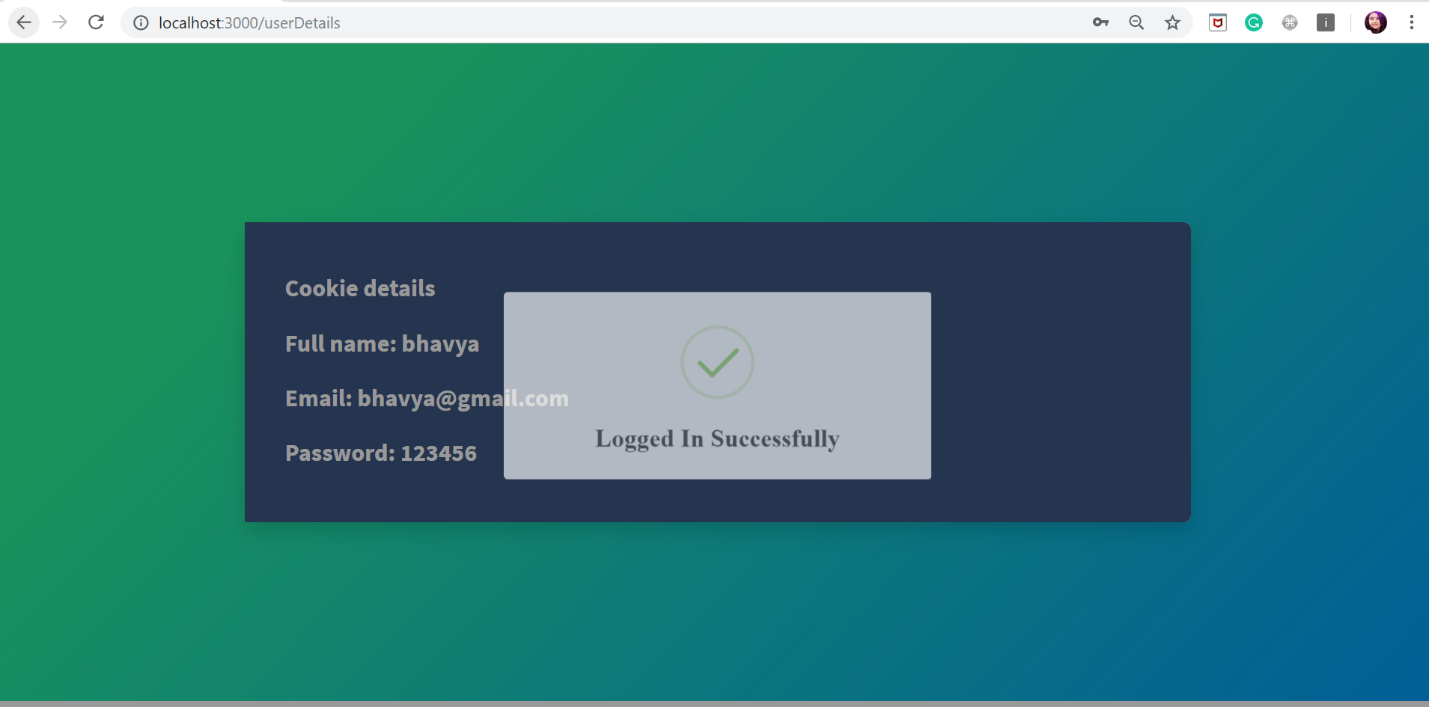 localhost:3000/userDetails
Cookie details
Full name: bhavya
Email: bhavya@gmail.com
Password: 123456
Logged In Successfully